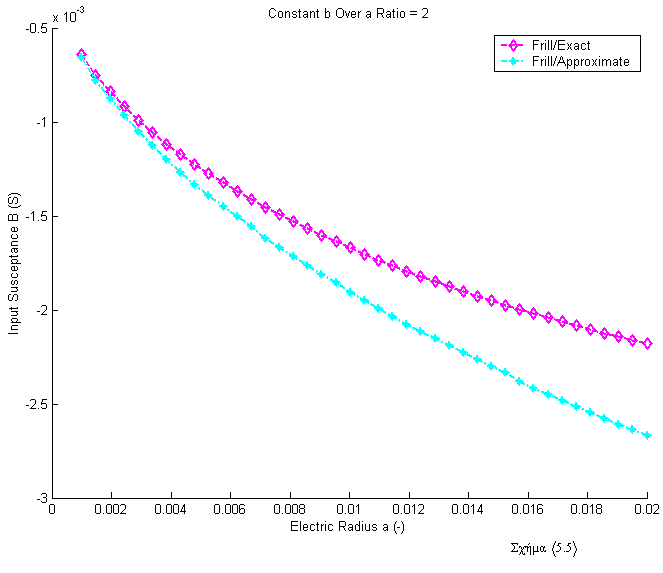 Constant b Over a Ratio = 2
x 10⁻³
Frill/Exact
Frill/Approximate
-0.5
-1
-1.5
-2
-2.5
-3
Input Susceptance B (S)
0 0.002 0.004 0.006 0.008 0.01 0.012 0.014 0.016 0.018 0.02
Electric Radius a (-)
Σχήμα ⟨5.5⟩